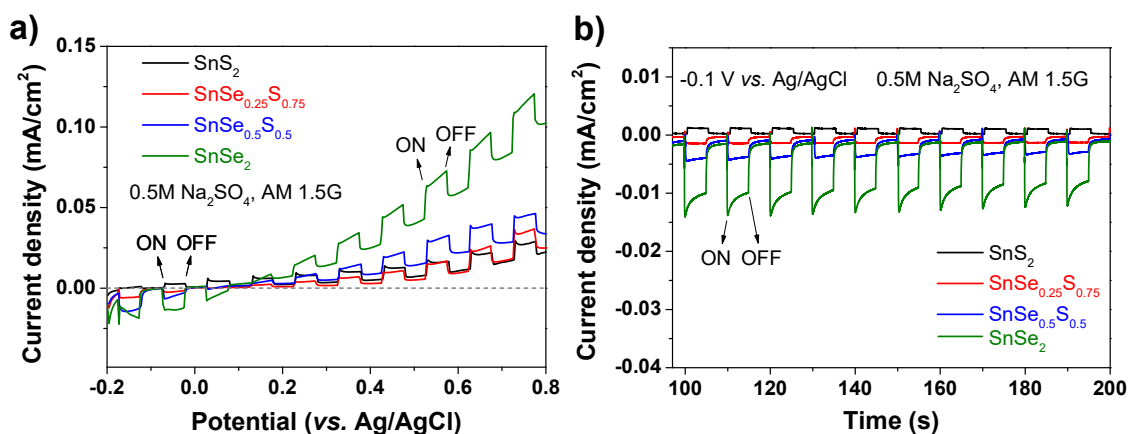 a)
Current density (mA/cm²)
0.15
0.10
0.05
0.00
SnS₂
SnSe₀.₂₅S₀.₇₅
SnSe₀.₅S₀.₅
SnSe₂
0.5M Na₂SO₄, AM 1.5G
ON OFF
ON OFF
-0.2 0.0 0.2 0.4 0.6 0.8
Potential (vs. Ag/AgCl)
b)
Current density (mA/cm²)
0.01
0.00
-0.01
-0.02
-0.03
-0.04
-0.1 V vs. Ag/AgCl 0.5M Na₂SO₄, AM 1.5G
ON OFF
SnS₂
SnSe₀.₂₅S₀.₇₅
SnSe₀.₅S₀.₅
SnSe₂
100 120 140 160 180 200
Time (s)